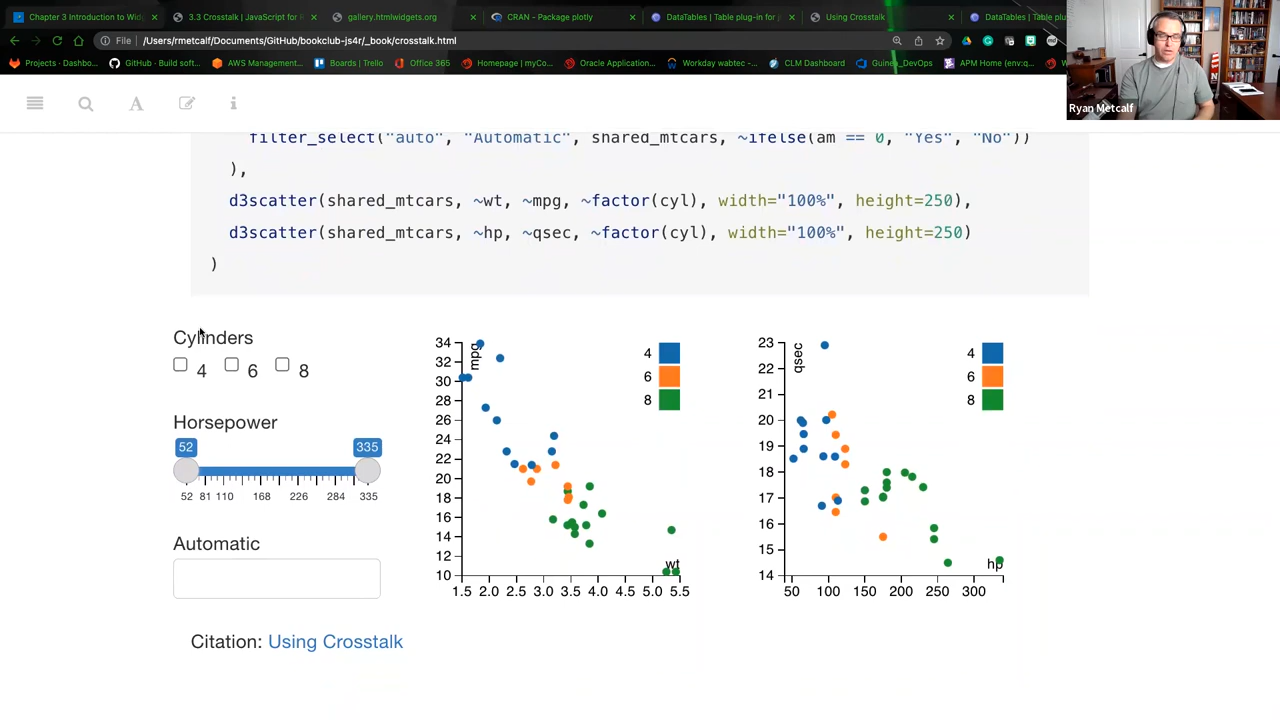 Chapter 3 Introduction to Widg
3.3 Crosstalk | JavaScript for R
gallery.htmlwidgets.org
CRAN - Package plotly
DataTables | Table plug-in for j
Using Crosstalk
DataTables | Table plu
File /Users/rmetcalf/Documents/GitHub/bookclub-js4r/_book/crosstalk.html
Pipelines · Dashbo...
GitHub · Build soft...
AWS Management...
Boards | Trello
Office 365
Homepage | myCo...
Oracle Application...
Workday wabtec -...
CLM Dashboard
Guinea_DevOps
APM Home (env:q...
Ryan Metcalf
filter_select("auto", "Automatic", shared_mtcars, ~ifelse(am == 0, "Yes", "No"))
),
d3scatter(shared_mtcars, ~wt, ~mpg, ~factor(cyl), width="100%", height=250),
d3scatter(shared_mtcars, ~hp, ~qsec, ~factor(cyl), width="100%", height=250)
)
Cylinders
4 6 8
Horsepower
52 335
52 81 110 168 226 284 335
Automatic
mpg
34
32
30
28
26
24
22
20
18
16
14
12
10
1.5 2.0 2.5 3.0 3.5 4.0 4.5 5.0 5.5
wt
4
6
8
qsec
23
22
21
20
19
18
17
16
15
14
50 100 150 200 250 300
hp
4
6
8
Citation: Using Crosstalk